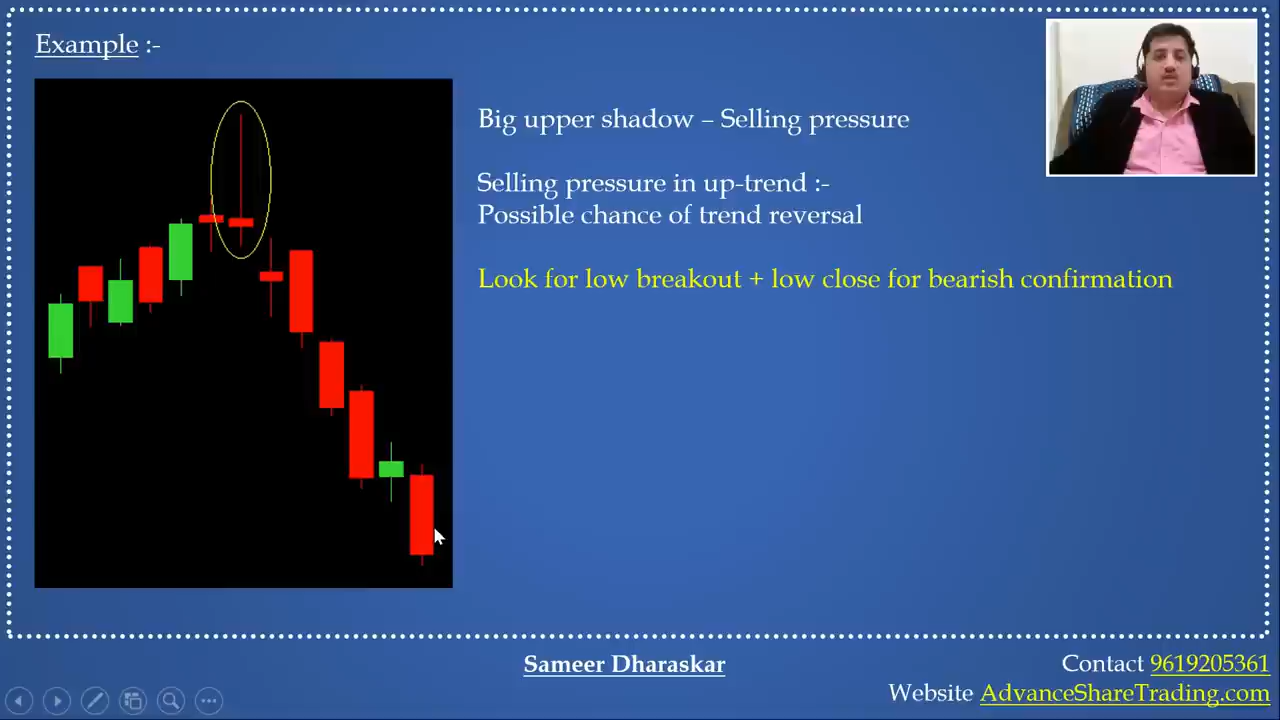 Example :-
Big upper shadow – Selling pressure
Selling pressure in up-trend :-
Possible chance of trend reversal
Look for low breakout + low close for bearish confirmation
Sameer Dharaskar
Contact 9619205361
Website AdvanceShareTrading.com